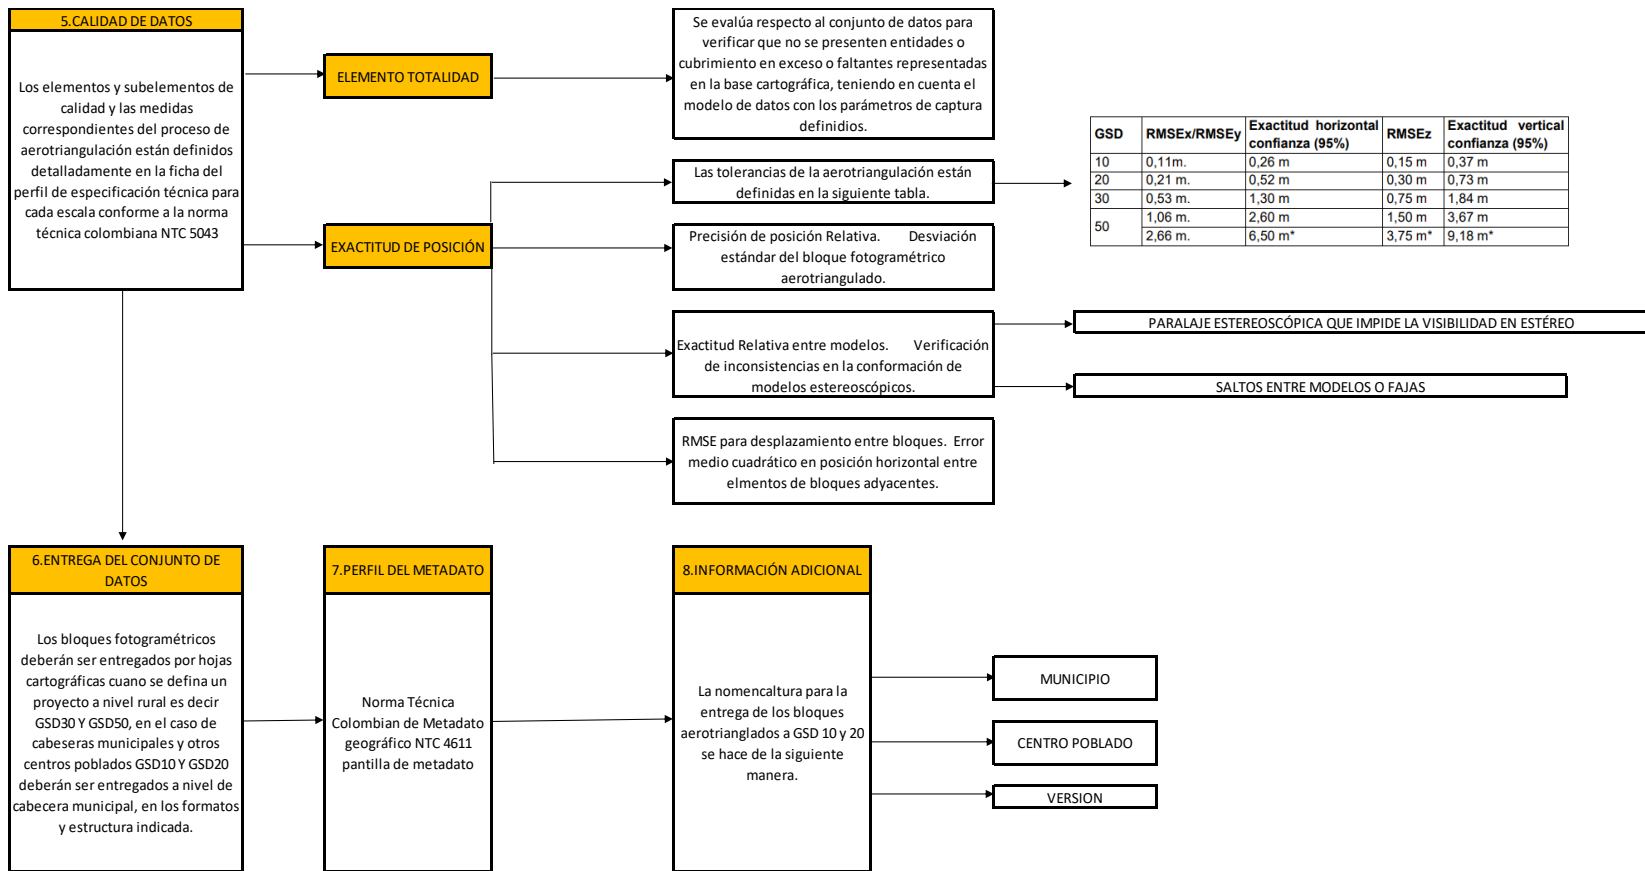 5.CALIDAD DE DATOS
Los elementos y subelementos de
calidad y las medidas
correspondientes del proceso de
aerotriangulación están definidos
detalladamente en la ficha del
perfil de especificación técnica para
cada escala conforme a la norma
técnica colombiana NTC 5043
ELEMENTO TOTALIDAD
Se evalúa respecto al conjunto de datos para
verificar que no se presenten entidades o
cubrimiento en exceso o faltantes representadas
en la base cartográfica, teniendo en cuenta el
modelo de datos con los parámetros de captura
definidios.
EXACTITUD DE POSICIÓN
Las tolerancias de la aerotriangulación están
definidas en la siguiente tabla.
GSD RMSEx/RMSEy Exactitud horizontal confianza (95%) RMSEz Exactitud vertical confianza (95%)
10 0,11m. 0,26 m 0,15 m 0,37 m
20 0,21 m. 0,52 m 0,30 m 0,73 m
30 0,53 m. 1,30 m 0,75 m 1,84 m
50 1,06 m. 2,60 m 1,50 m 3,67 m
2,66 m. 6,50 m* 3,75 m* 9,18 m*
Precisión de posición Relativa. Desviación
estándar del bloque fotogramétrico
aerotriangulado.
Exactitud Relativa entre modelos. Verificación
de inconsistencias en la conformación de
modelos estereoscópicos.
PARALAJE ESTEREOSCÓPICA QUE IMPIDE LA VISIBILIDAD EN ESTÉREO
SALTOS ENTRE MODELOS O FAJAS
RMSE para desplazamiento entre bloques. Error
medio cuadrático en posición horizontal entre
elmentos de bloques adyacentes.
6.ENTREGA DEL CONJUNTO DE
DATOS
Los bloques fotogramétricos
deberán ser entregados por hojas
cartográficas cuano se defina un
proyecto a nivel rural es decir
GSD30 Y GSD50, en el caso de
cabeseras municipales y otros
centros poblados GSD10 Y GSD20
deberán ser entregados a nivel de
cabecera municipal, en los formatos
y estructura indicada.
7.PERFIL DEL METADATO
Norma Técnica
Colombian de Metadato
geográfico NTC 4611
pantilla de metadato
8.INFORMACIÓN ADICIONAL
La nomencaltura para la
entrega de los bloques
aerotrianglados a GSD 10 y 20
se hace de la siguiente
manera.
MUNICIPIO
CENTRO POBLADO
VERSION